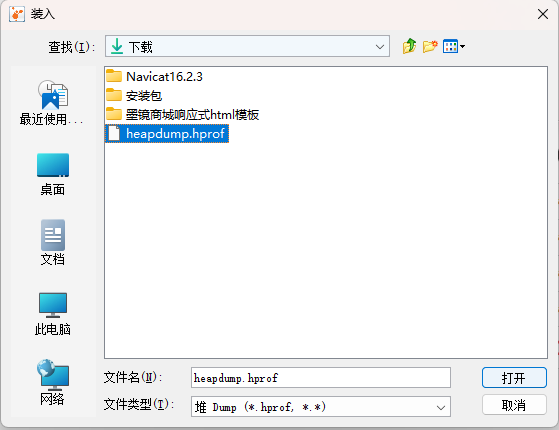 装入
查找(I):
下载
Navicat16.2.3
安装包
墨镜商城响应式html模板
heapdump.hprof
最近使用...
桌面
文档
此电脑
网络
文件名(N):
heapdump.hprof
打开
文件类型(T):
堆 Dump (*.hprof, *.*)
取消